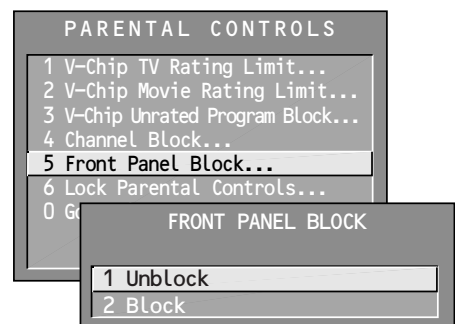 PARENTAL CONTROLS
1 V-Chip TV Rating Limit...
2 V-Chip Movie Rating Limit...
3 V-Chip Unrated Program Block...
4 Channel Block...
5 Front Panel Block...
6 Lock Parental Controls...
0
FRONT PANEL BLOCK
1 Unblock
2 Block